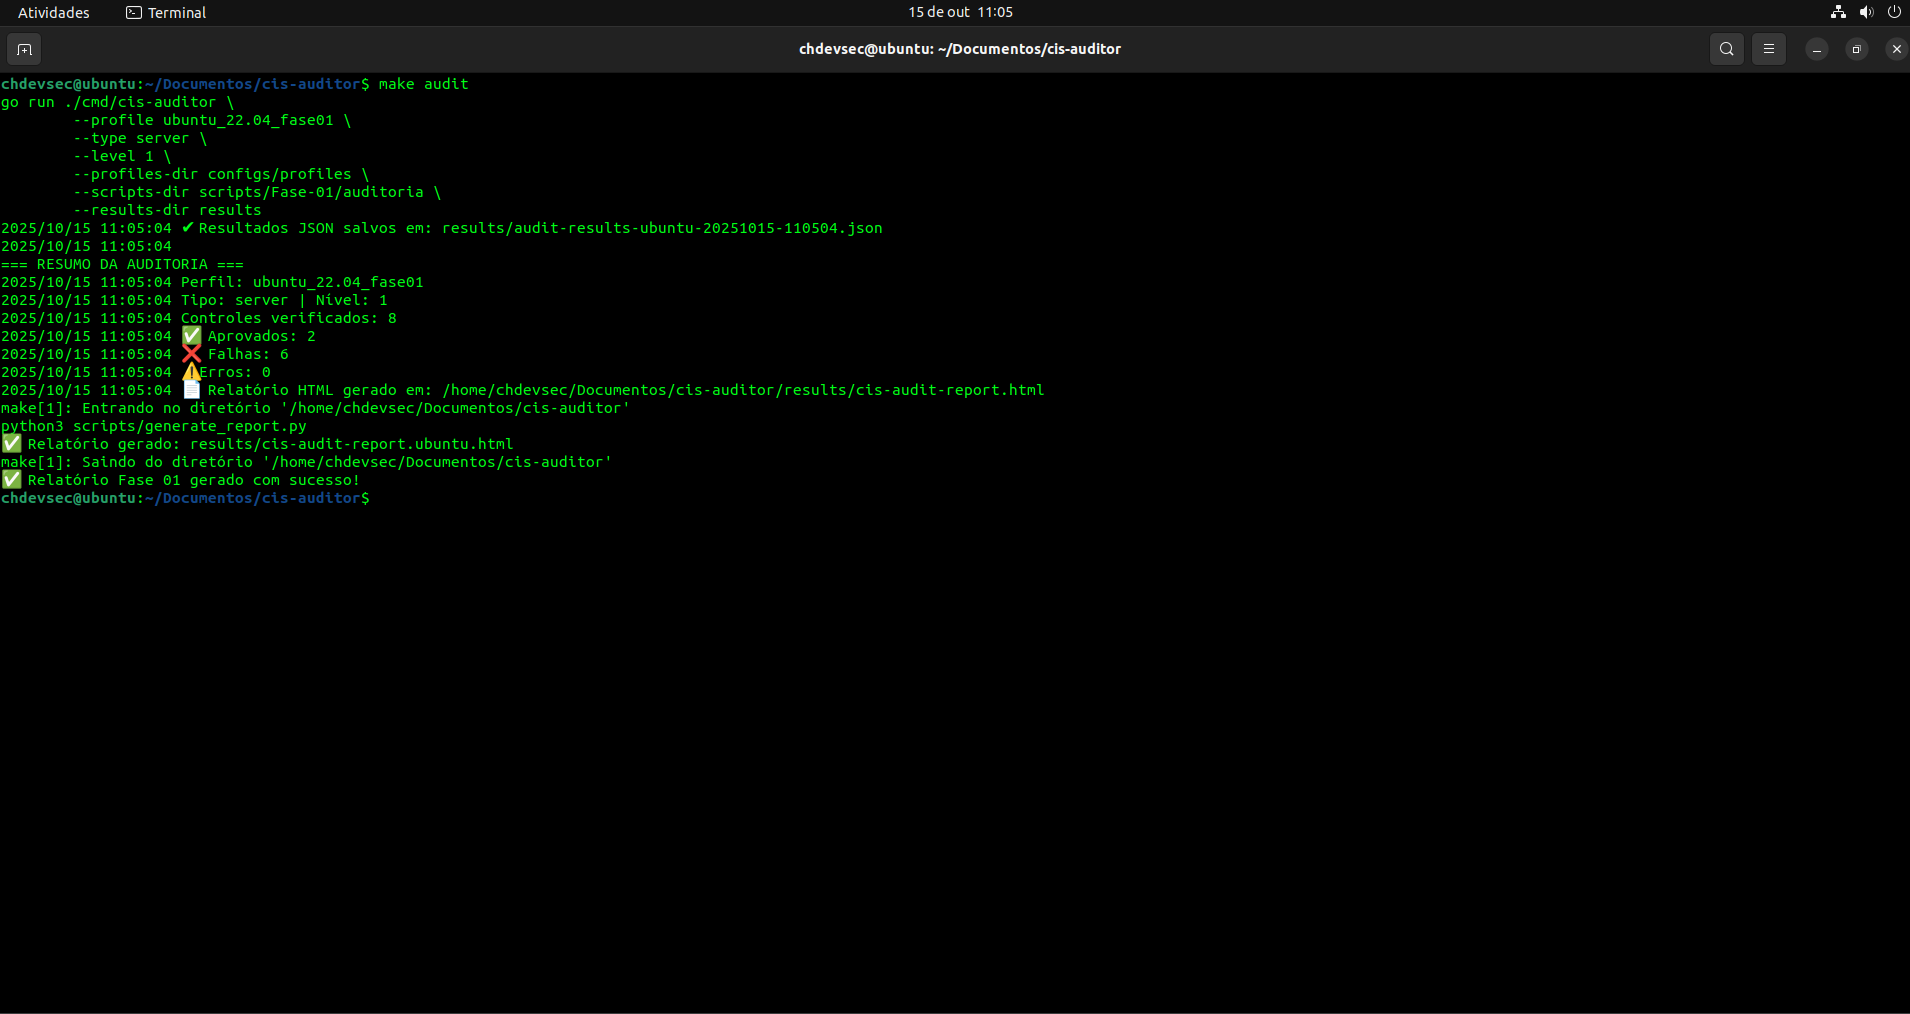 Atividades Terminal 15 de out 11:05
chdevsec@ubuntu: ~/Documentos/cis-auditor
chdevsec@ubuntu:~/Documentos/cis-auditor$ make audit
go run ./cmd/cis-auditor \
        --profile ubuntu_22.04_fase01 \
        --type server \
        --level 1 \
        --profiles-dir configs/profiles \
        --scripts-dir scripts/Fase-01/auditoria \
        --results-dir results
2025/10/15 11:05:04 ✔ Resultados JSON salvos em: results/audit-results-ubuntu-20251015-110504.json
2025/10/15 11:05:04
=== RESUMO DA AUDITORIA ===
2025/10/15 11:05:04 Perfil: ubuntu_22.04_fase01
2025/10/15 11:05:04 Tipo: server | Nível: 1
2025/10/15 11:05:04 Controles verificados: 8
2025/10/15 11:05:04 ✅ Aprovados: 2
2025/10/15 11:05:04 ❌ Falhas: 6
2025/10/15 11:05:04 ⚠️Erros: 0
2025/10/15 11:05:04 📄 Relatório HTML gerado em: /home/chdevsec/Documentos/cis-auditor/results/cis-audit-report.html
make[1]: Entrando no diretório '/home/chdevsec/Documentos/cis-auditor'
python3 scripts/generate_report.py
✅ Relatório gerado: results/cis-audit-report.ubuntu.html
make[1]: Saindo do diretório '/home/chdevsec/Documentos/cis-auditor'
✅ Relatório Fase 01 gerado com sucesso!
chdevsec@ubuntu:~/Documentos/cis-auditor$